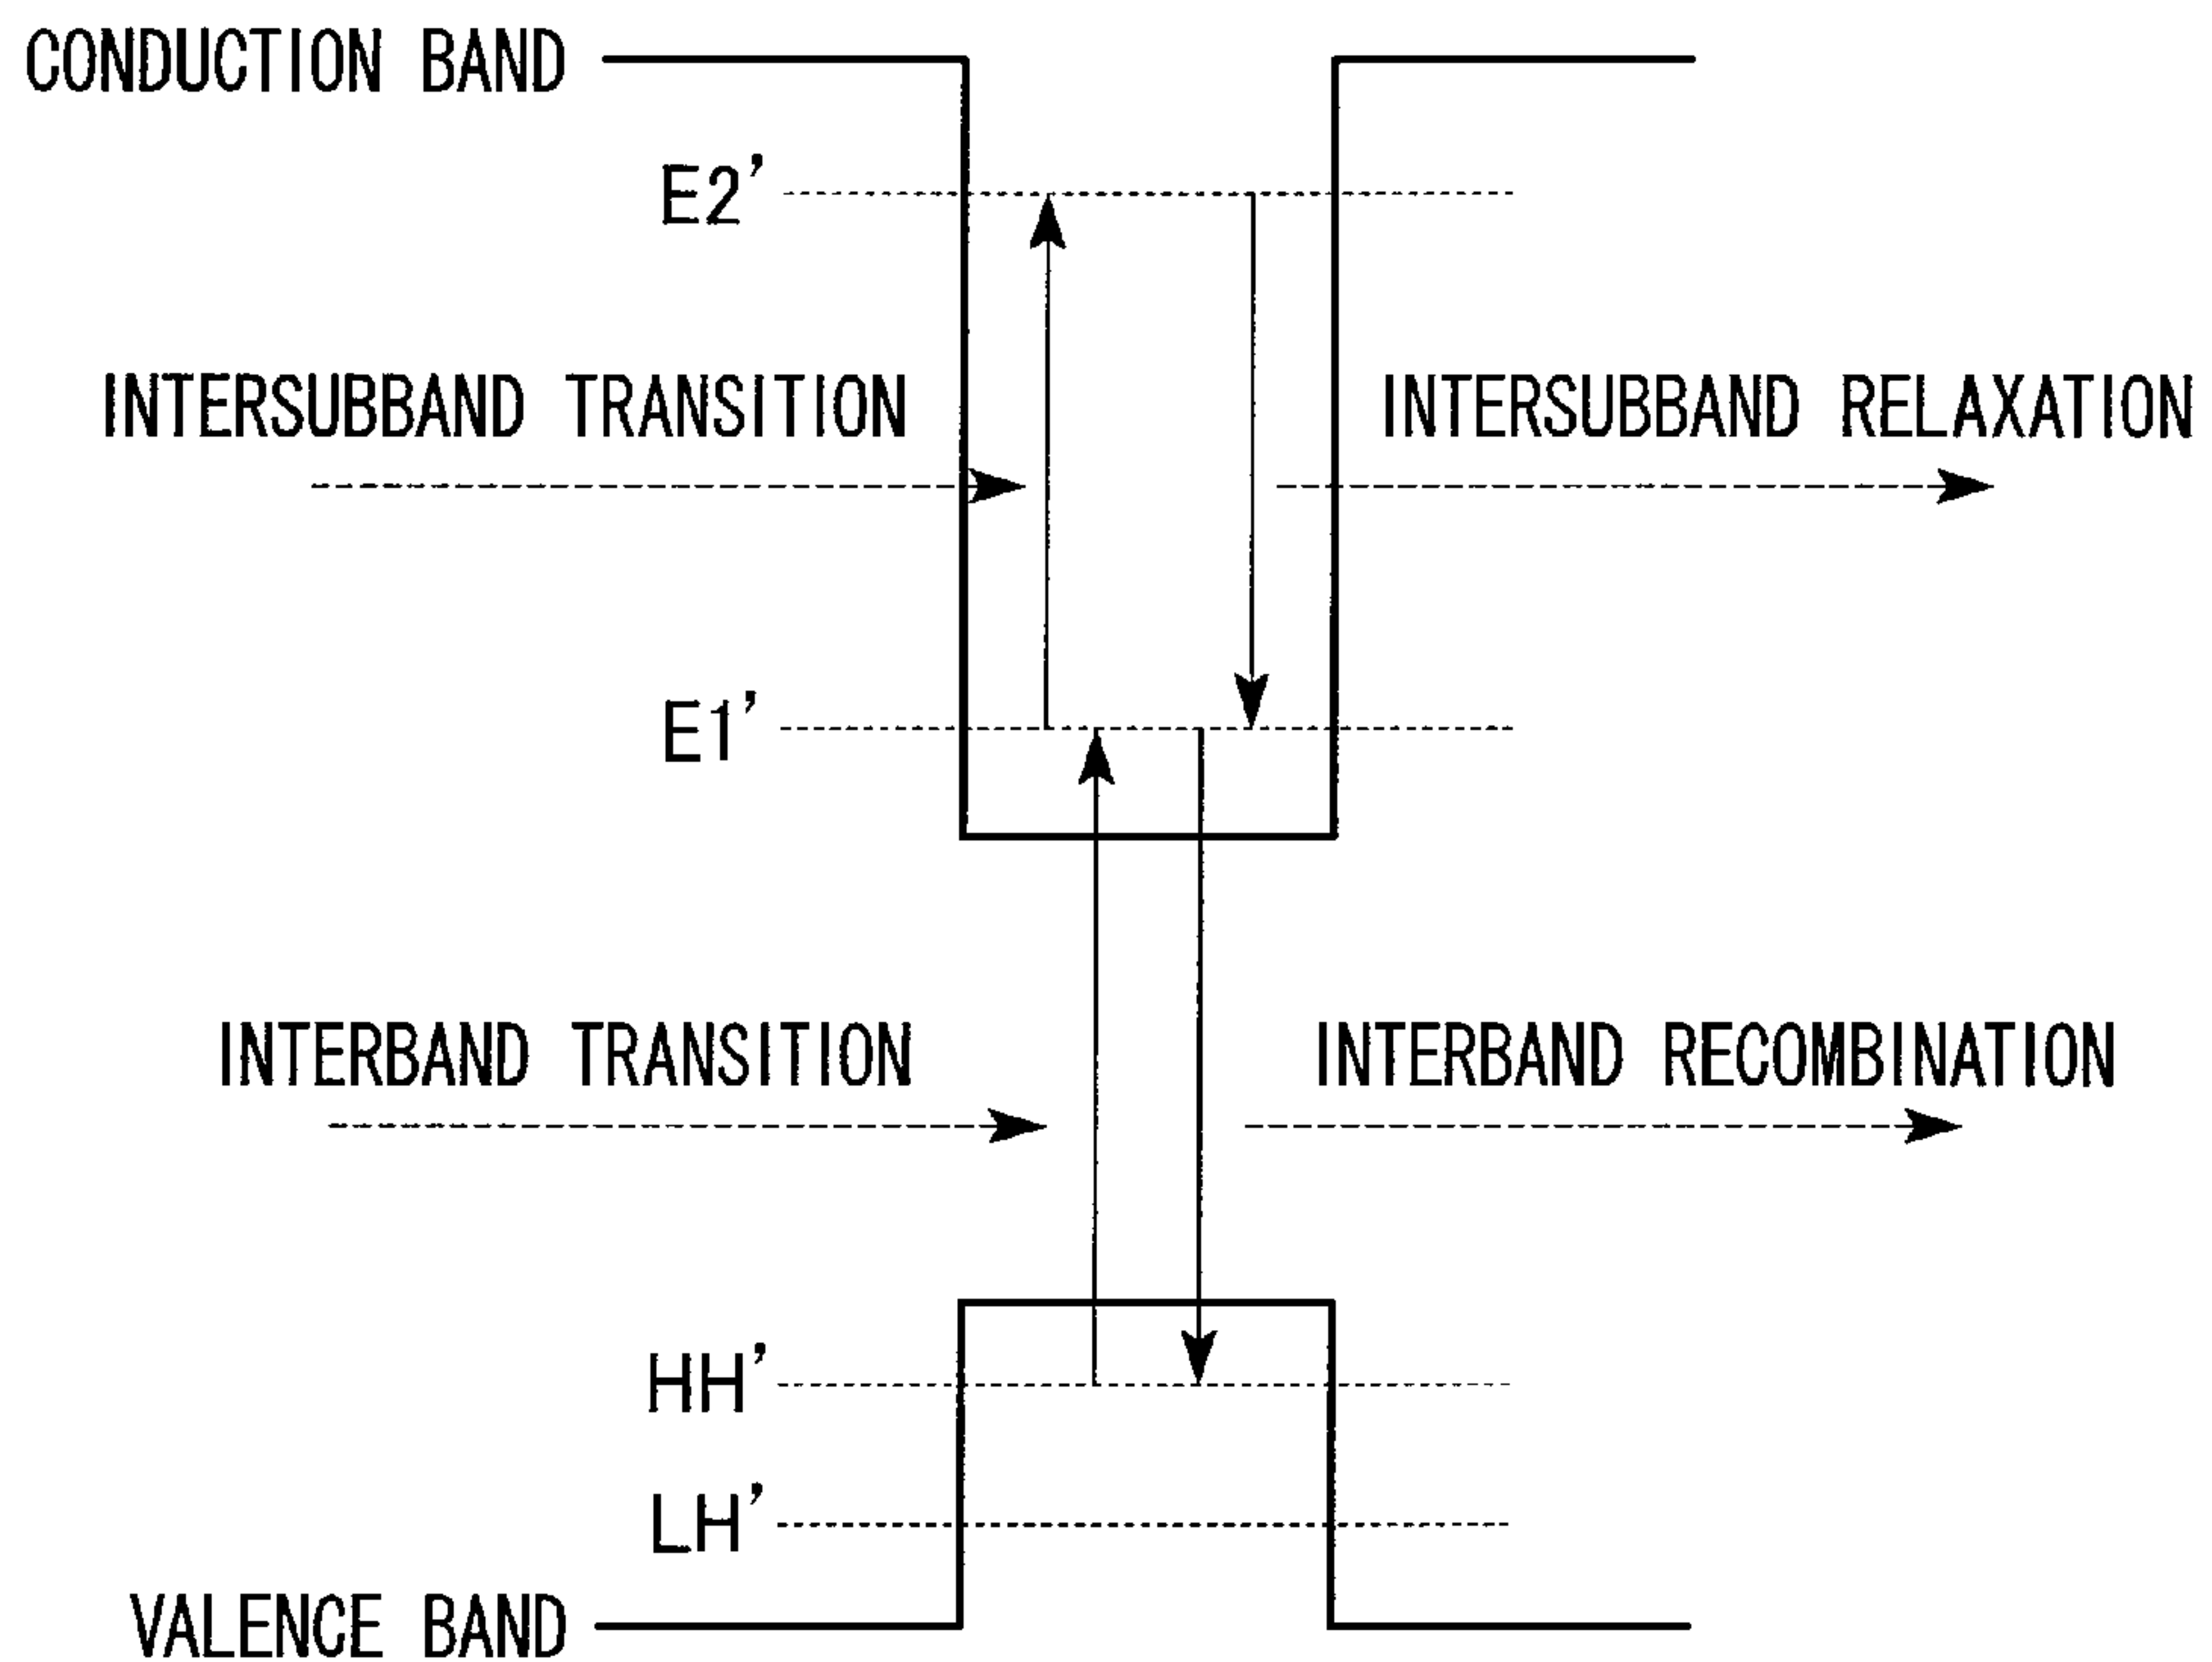 CONDUCTION BAND
E2'
INTERSUBBAND TRANSITION
INTERSUBBAND RELAXATION
E1'
INTERBAND TRANSITION
INTERBAND RECOMBINATION
HH'
LH'
VALENCE BAND